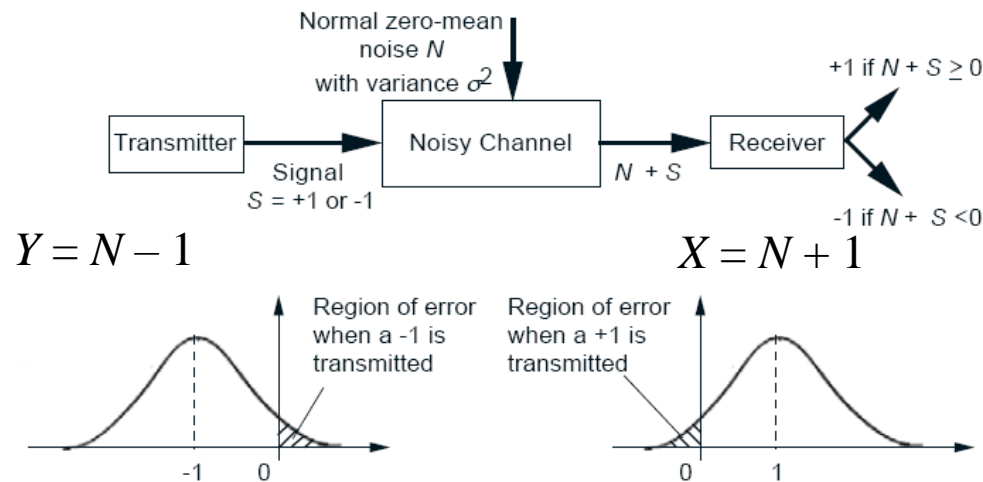 Normal zero-mean
noise N
with variance σ²
+1 if N + S ≥ 0
Transmitter
Noisy Channel
Receiver
Signal
S = +1 or -1
N + S
-1 if N + S <0
Y = N – 1
X = N + 1
Region of error
when a -1 is
transmitted
Region of error
when a +1 is
transmitted
-1
0
0
1